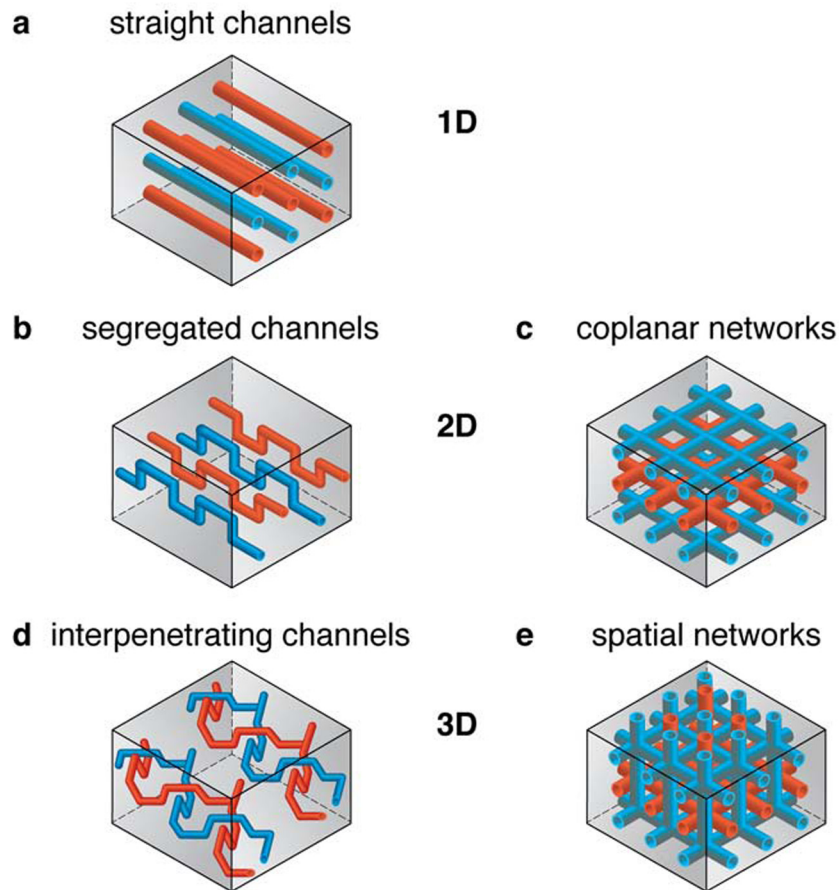 a straight channels
1D
b segregated channels
c coplanar networks
2D
d interpenetrating channels
e spatial networks
3D